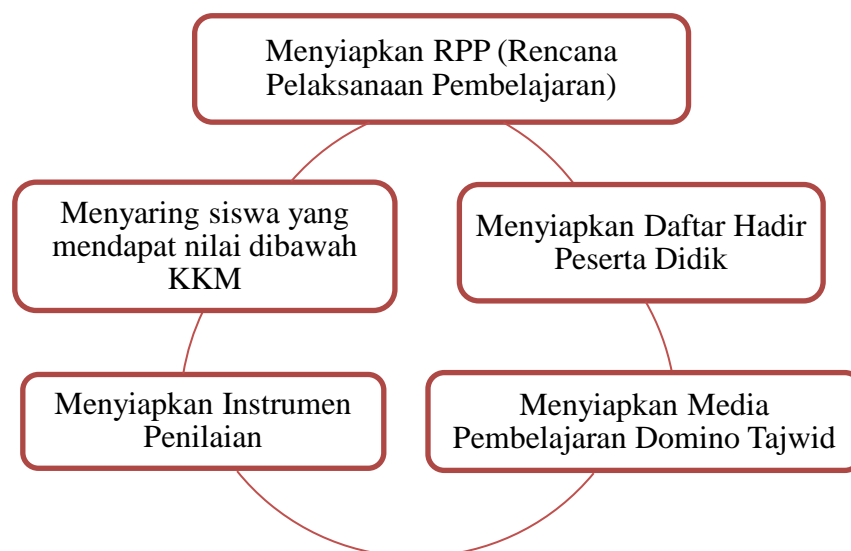 Menyiapkan RPP (Rencana
Pelaksanaan Pembelajaran)
Menyiapkan Daftar Hadir
Peserta Didik
Menyiapkan Media
Pembelajaran Domino Tajwid
Menyiapkan Instrumen
Penilaian
Menyaring siswa yang
mendapat nilai dibawah
KKM